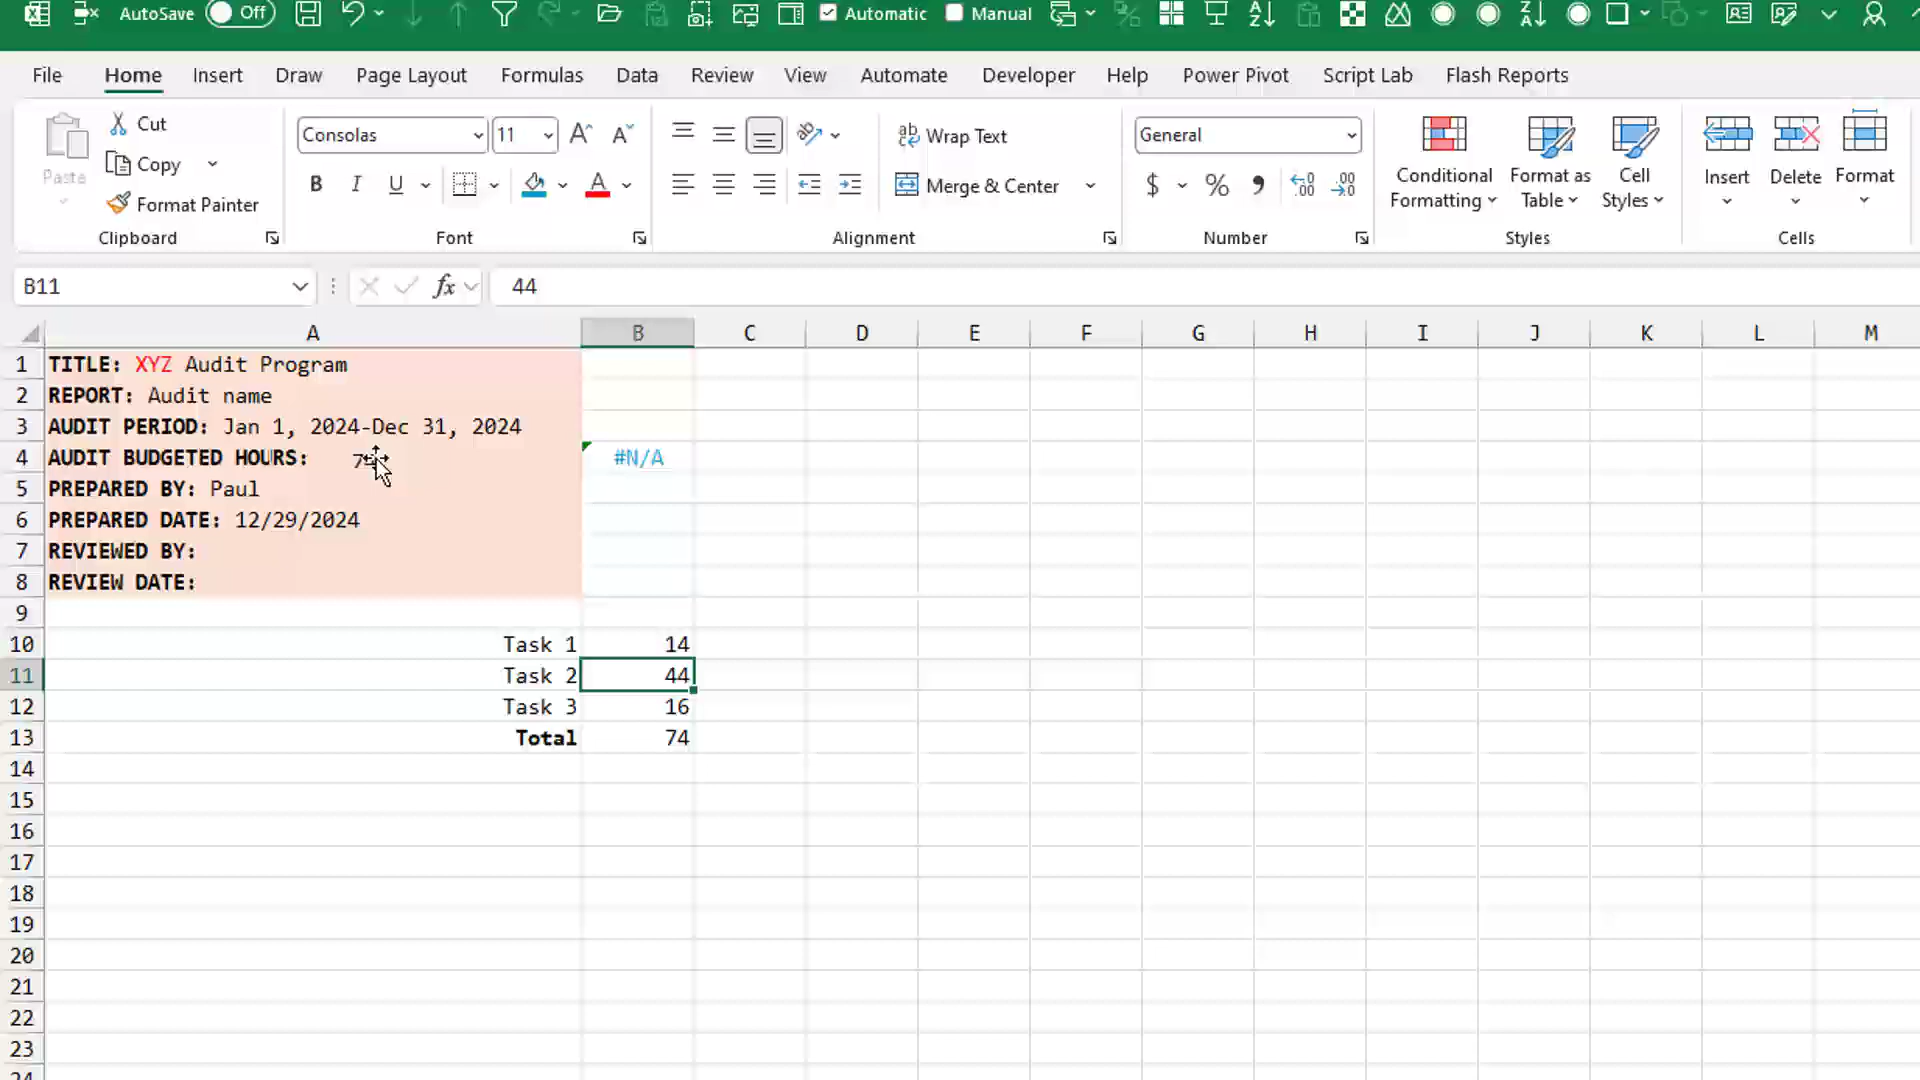 AutoSave Off Automatic Manual
File Home Insert Draw Page Layout Formulas Data Review View Automate Developer Help Power Pivot Script Lab Flash Reports
Paste
Cut
Copy
Format Painter
Clipboard
Consolas 11
B I U
Font
Wrap Text
Merge & Center
Alignment
General
$ %
Number
Conditional Formatting
Format as Table
Cell Styles
Styles
Insert Delete Format
Cells
B11 fx 44
A B C D E F G H I J K L M
1 TITLE: XYZ Audit Program
2 REPORT: Audit name
3 AUDIT PERIOD: Jan 1, 2024-Dec 31, 2024
4 AUDIT BUDGETED HOURS: #N/A
5 PREPARED BY: Paul
6 PREPARED DATE: 12/29/2024
7 REVIEWED BY:
8 REVIEW DATE:
9
10 Task 1 14
11 Task 2 44
12 Task 3 16
13 Total 74
14
15
16
17
18
19
20
21
22
23
24